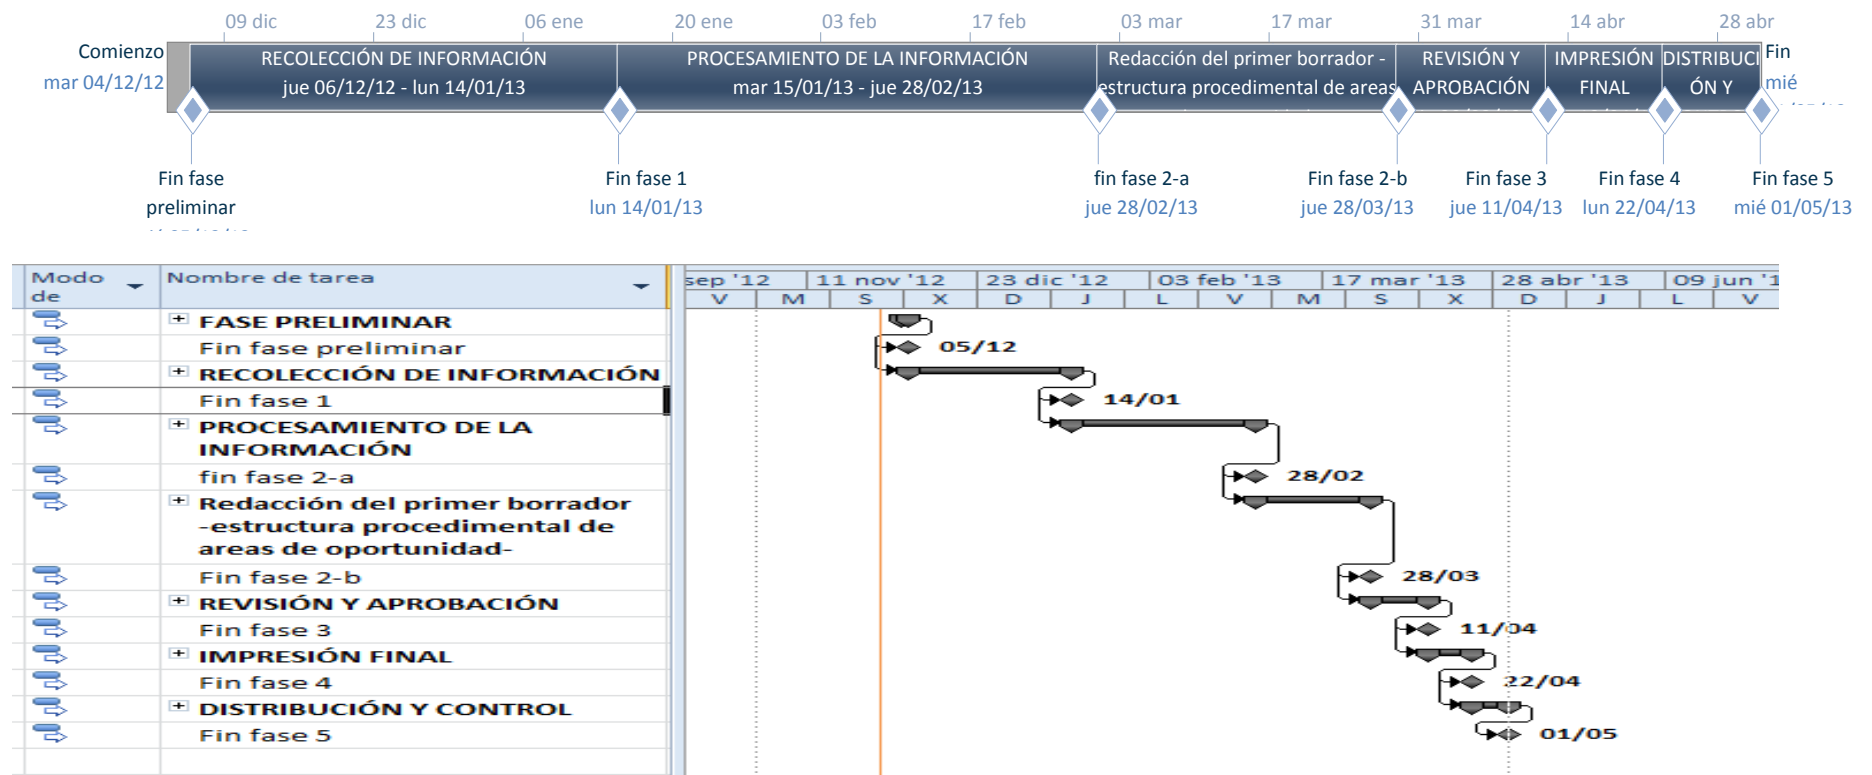 09 dic 23 dic 06 ene 20 ene 03 feb 17 feb 03 mar 17 mar 31 mar 14 abr 28 abr
Comienzo
mar 04/12/12
RECOLECCIÓN DE INFORMACIÓN
jue 06/12/12 - lun 14/01/13
PROCESAMIENTO DE LA INFORMACIÓN
mar 15/01/13 - jue 28/02/13
Redacción del primer borrador -
estructura procedimental de areas
REVISIÓN Y
APROBACIÓN
IMPRESIÓN
FINAL
DISTRIBUCI
ÓN Y
Fin
mié
Fin fase
preliminar
Fin fase 1
lun 14/01/13
fin fase 2-a
jue 28/02/13
Fin fase 2-b
jue 28/03/13
Fin fase 3
jue 11/04/13
Fin fase 4
lun 22/04/13
Fin fase 5
mié 01/05/13
Modo
de
Nombre de tarea
sep '12 11 nov '12 23 dic '12 03 feb '13 17 mar '13 28 abr '13 09 jun '1
V M S X D J L V M S X D J L V
FASE PRELIMINAR
Fin fase preliminar 05/12
RECOLECCIÓN DE INFORMACIÓN
Fin fase 1 14/01
PROCESAMIENTO DE LA
INFORMACIÓN
fin fase 2-a 28/02
Redacción del primer borrador
-estructura procedimental de
areas de oportunidad-
Fin fase 2-b 28/03
REVISIÓN Y APROBACIÓN
Fin fase 3 11/04
IMPRESIÓN FINAL
Fin fase 4 22/04
DISTRIBUCIÓN Y CONTROL
Fin fase 5 01/05